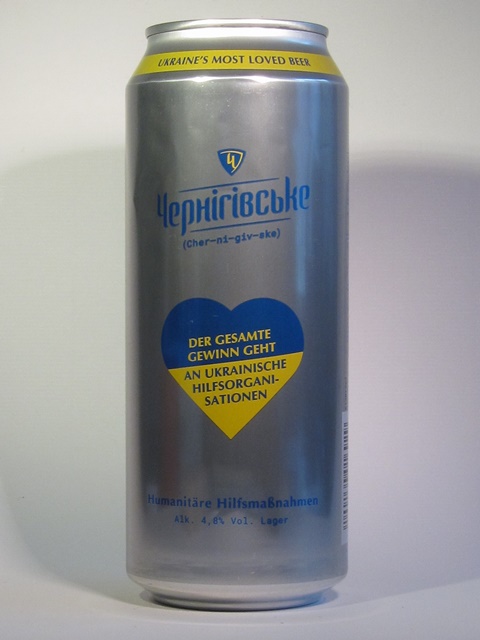 UKRAINE'S MOST LOVED BEER
Ч
Чернігівське
(Cher-ni-giv-ske)
DER GESAMTE
GEWINN GEHT
AN UKRAINISCHE
HILFSORGANI-
SATIONEN
Humanitäre Hilfsmaßnahmen
Alk. 4,8% Vol. Lager